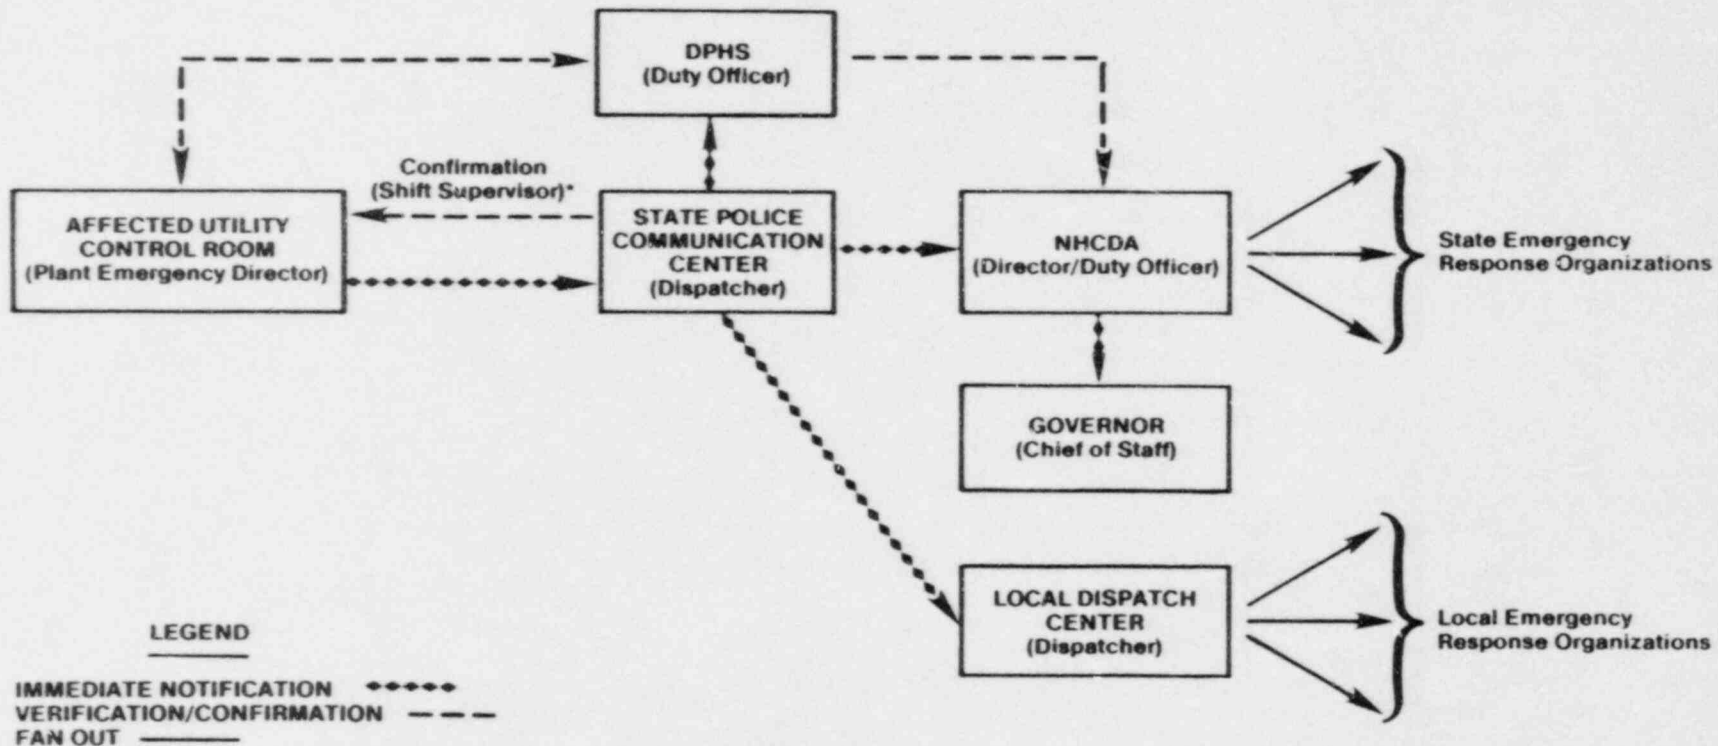 DPHS
(Duty Officer)
Confirmation
(Shift Supervisor)*
AFFECTED UTILITY
CONTROL ROOM
(Plant Emergency Director)
STATE POLICE
COMMUNICATION
CENTER
(Dispatcher)
NHCDA
(Director/Duty Officer)
State Emergency
Response Organizations
GOVERNOR
(Chief of Staff)
LOCAL DISPATCH
CENTER
(Dispatcher)
Local Emergency
Response Organizations
LEGEND
IMMEDIATE NOTIFICATION
VERIFICATION/CONFIRMATION
FAN OUT